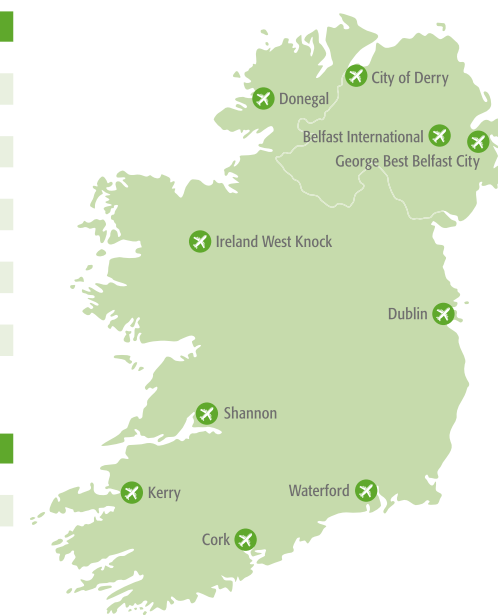 City of Derry
Donegal
Belfast International
George Best Belfast City
Ireland West Knock
Dublin
Shannon
Kerry
Waterford
Cork